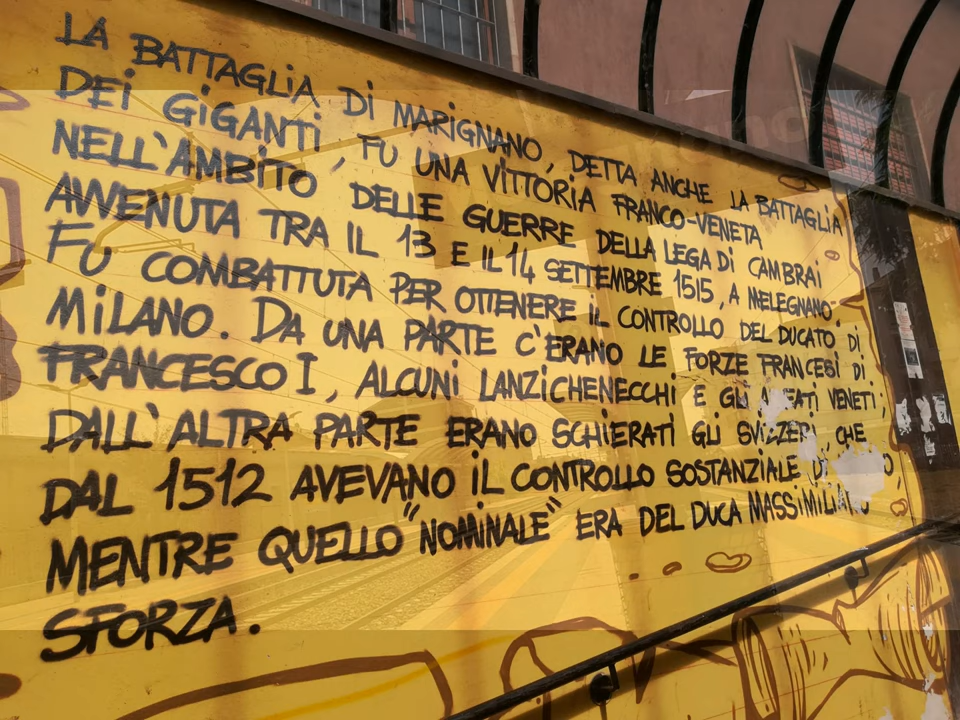 LA BATTAGLIA DI MARIGNANO, DETTA ANCHE LA BATTAGLIA
DEI GIGANTI, FU UNA VITTORIA FRANCO-VENETA
NELL'AMBITO DELLE GUERRE DELLA LEGA DI CAMBRAI
AVVENUTA TRA IL 13 E IL 14 SETTEMBRE 1515, A MELEGNANO.
FU COMBATTUTA PER OTTENERE IL CONTROLLO DEL DUCATO DI
MILANO. DA UNA PARTE C'ERANO LE FORZE FRANCESI DI
FRANCESCO I, ALCUNI LANZICHENECCHI E GLI VENETI;
DALL'ALTRA PARTE ERANO SCHIERATI GLI SVIZZERI, CHE
DAL 1512 AVEVANO IL CONTROLLO SOSTANZIALE
MENTRE QUELLO "NOMINALE" ERA DEL DUCA MASSIMILIANO
SFORZA.